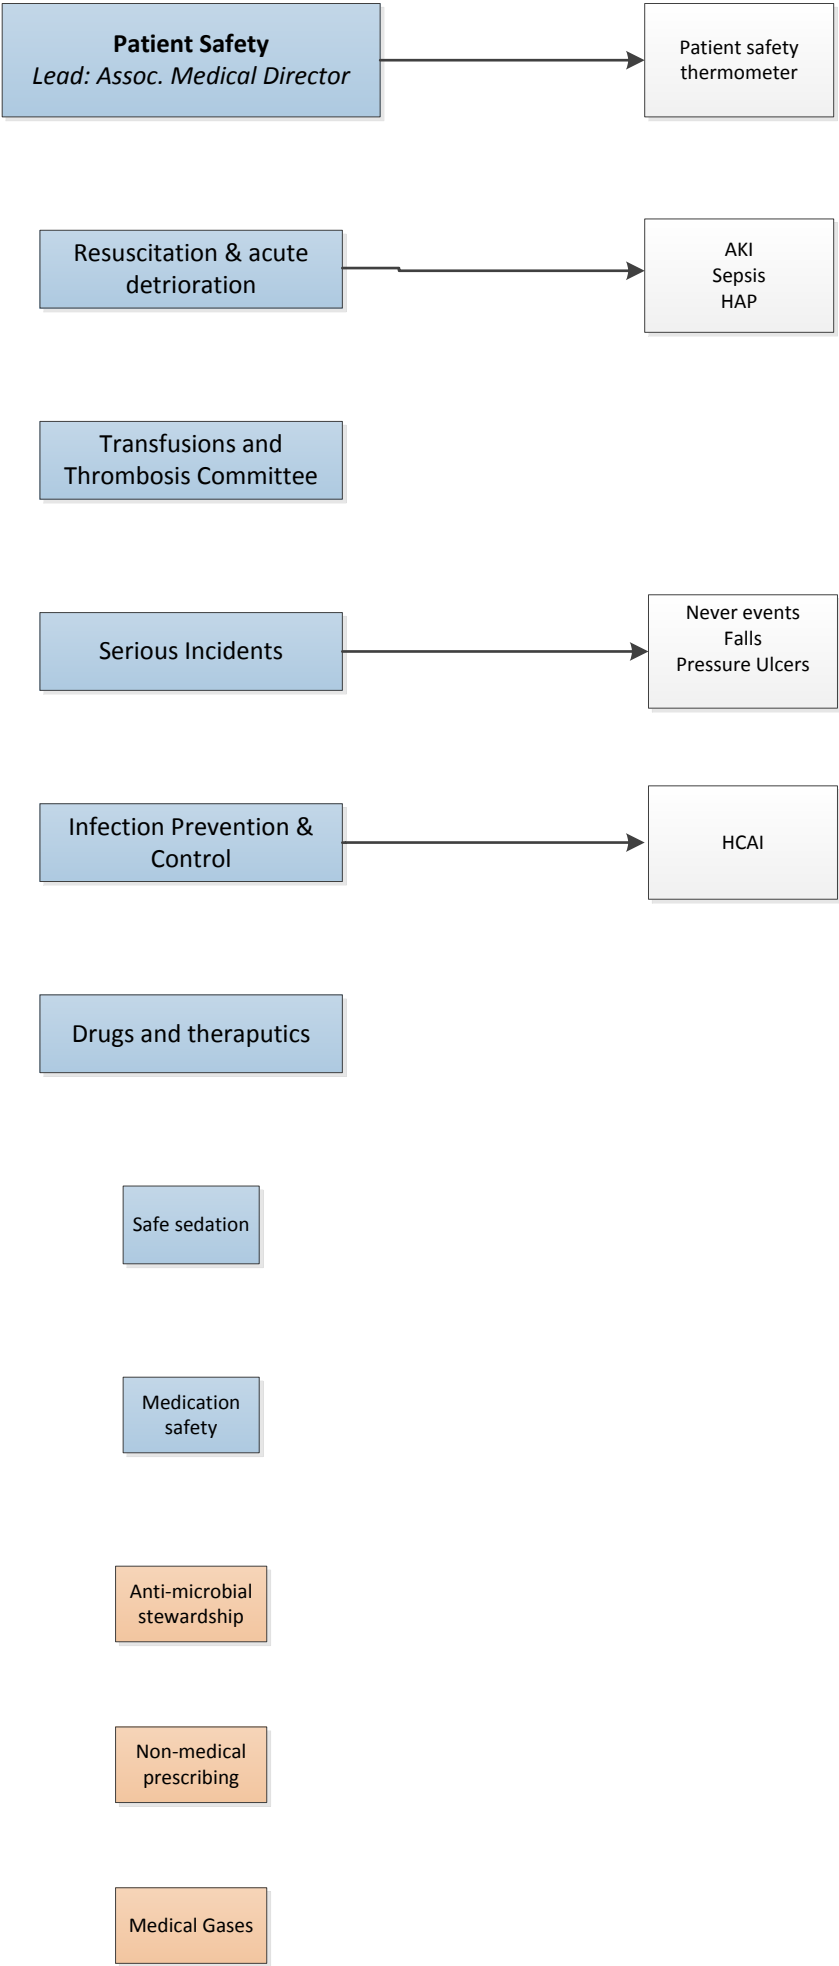 Patient Safety
Lead: Assoc. Medical Director
Patient safety
thermometer
Resuscitation & acute
detrioration
AKI
Sepsis
HAP
Transfusions and
Thrombosis Committee
Serious Incidents
Never events
Falls
Pressure Ulcers
Infection Prevention &
Control
HCAI
Drugs and theraputics
Safe sedation
Medication
safety
Anti-microbial
stewardship
Non-medical
prescribing
Medical Gases